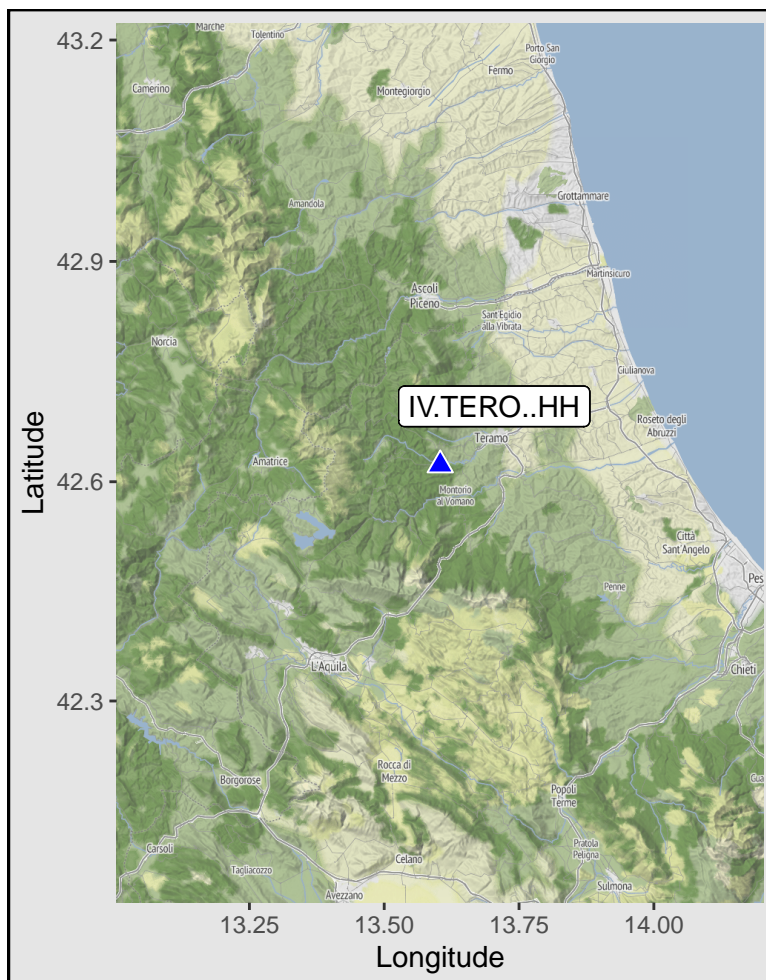 43.2
42.9
42.6
42.3
Latitude
Marche
Tolentino
Porto San
Giorgio
Fermo
Camerino
Montegiorgio
Amandola
Grottammare
Martinsicuro
Ascoli
Piceno
Sant'Egidio
alla Vibrata
Norcia
Giulianova
IV.TERO..HH
Roseto degli
Abruzzi
Teramo
Amatrice
Montorio
al Vomano
Città
Sant'Angelo
Pes
Penne
L'Aquila
Chieti
Rocca di
Mezzo
Borgorose
Gua
Popoli
Terme
Carsoli
Pratola
Peligna
Celano
Tagliacozzo
Avezzano
Sulmona
13.25
13.50
13.75
14.00
Longitude